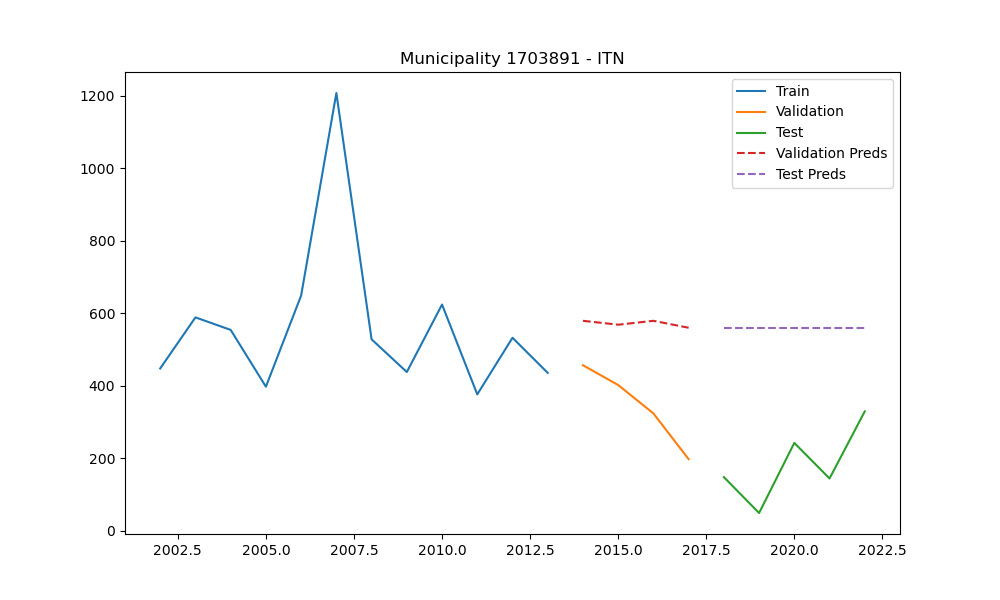 Municipality 1703891 - ITN
Train
Validation
Test
Validation Preds
Test Preds
1200
1000
800
600
400
200
0
2002.5 2005.0 2007.5 2010.0 2012.5 2015.0 2017.5 2020.0 2022.5